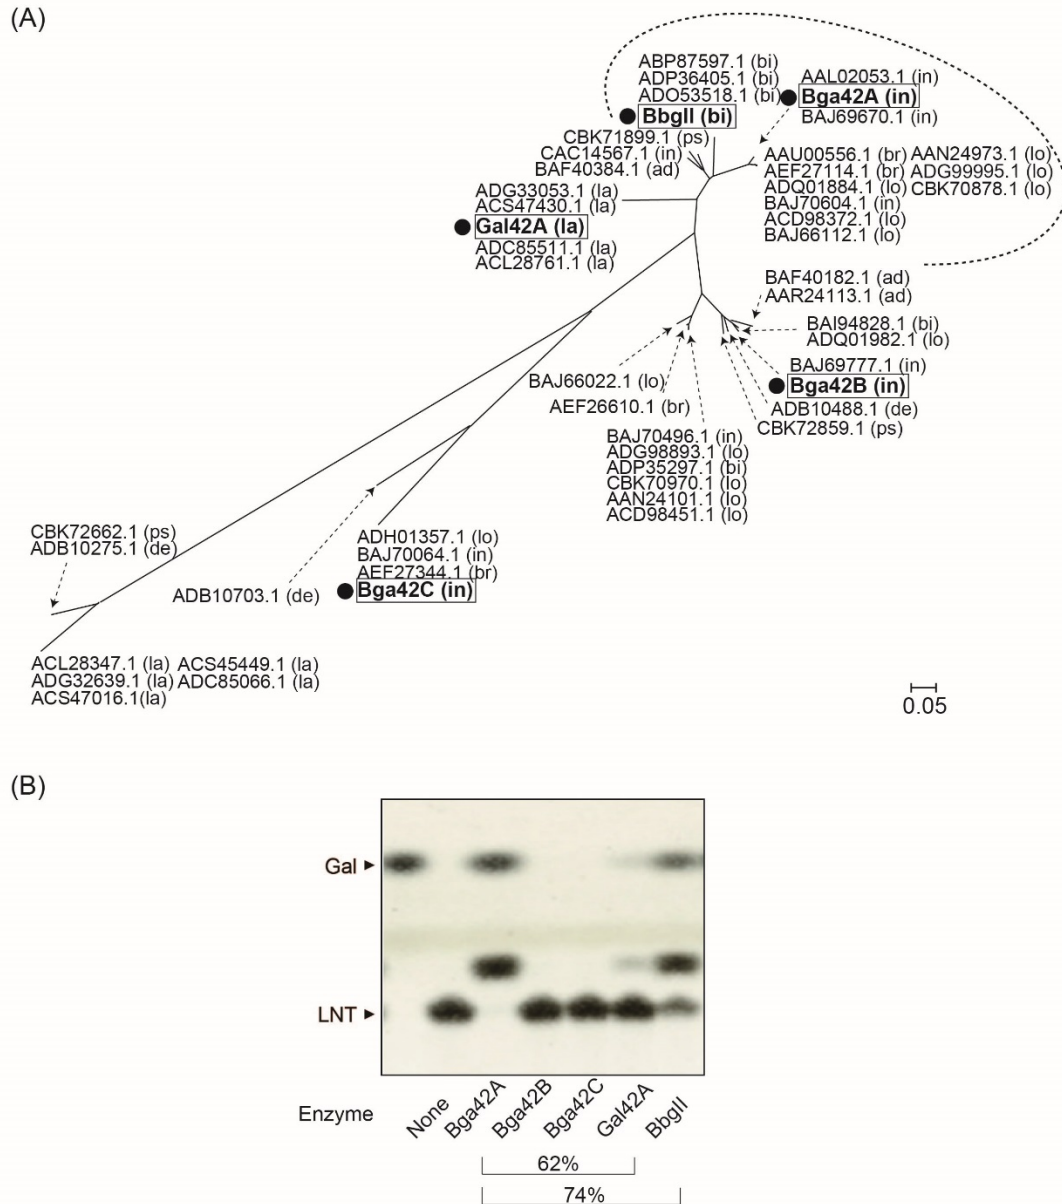 (A)
ABP87597.1 (bi)
ADP36405.1 (bi)
ADO53518.1 (bi)
BbgII (bi)
AAL02053.1 (in)
Bga42A (in)
BAJ69670.1 (in)
CBK71899.1 (ps)
CAC14567.1 (in)
BAF40384.1 (ad)
AAU00556.1 (br) AAN24973.1 (lo)
AEF27114.1 (br) ADG99995.1 (lo)
ADQ01884.1 (lo) CBK70878.1 (lo)
BAJ70604.1 (in)
ACD98372.1 (lo)
BAJ66112.1 (lo)
ADG33053.1 (la)
ACS47430.1 (la)
Gal42A (la)
ADC85511.1 (la)
ACL28761.1 (la)
BAF40182.1 (ad)
AAR24113.1 (ad)
BAI94828.1 (bi)
ADQ01982.1 (lo)
BAJ69777.1 (in)
Bga42B (in)
ADB10488.1 (de)
CBK72859.1 (ps)
BAJ66022.1 (lo)
AEF26610.1 (br)
BAJ70496.1 (in)
ADG98893.1 (lo)
ADP35297.1 (bi)
CBK70970.1 (lo)
AAN24101.1 (lo)
ACD98451.1 (lo)
CBK72662.1 (ps)
ADB10275.1 (de)
ADB10703.1 (de)
ADH01357.1 (lo)
BAJ70064.1 (in)
AEF27344.1 (br)
Bga42C (in)
ACL28347.1 (la) ACS45449.1 (la)
ADG32639.1 (la) ADC85066.1 (la)
ACS47016.1(la)
0.05
(B)
Gal
LNT
Enzyme
None
Bga42A
Bga42B
Bga42C
Gal42A
BbgII
62%
74%